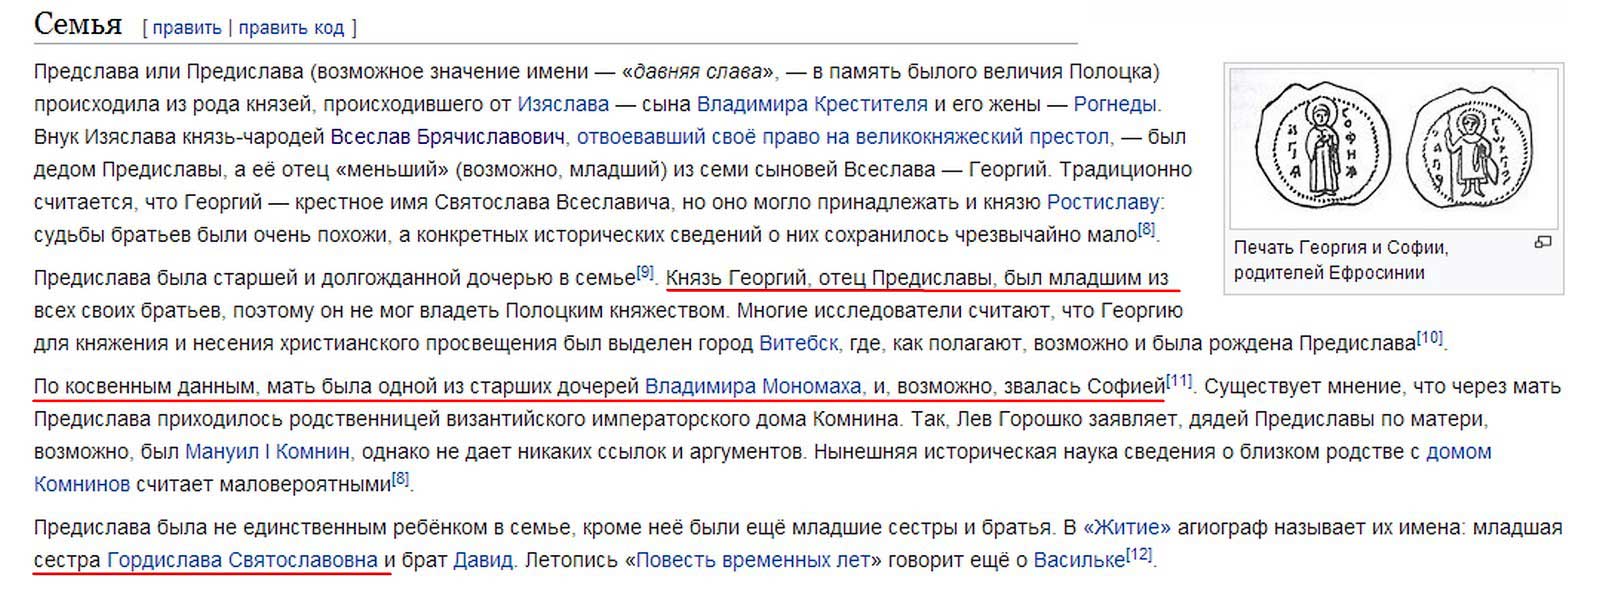 Семья [ править | править код ]
Предслава или Предислава (возможное значение имени — «давняя слава», — в память былого величия Полоцка)
происходила из рода князей, происходившего от Изяслава — сына Владимира Крестителя и его жены — Рогнеды.
Внук Изяслава князь-чародей Всеслав Брячиславович, отвоевавший своё право на великокняжеский престол, — был
дедом Предиславы, а её отец «меньший» (возможно, младший) из семи сыновей Всеслава — Георгий. Традиционно
считается, что Георгий — крестное имя Святослава Всеславича, но оно могло принадлежать и князю Ростиславу:
судьбы братьев были очень похожи, а конкретных исторических сведений о них сохранилось чрезвычайно мало[8].
Печать Георгия и Софии,
родителей Ефросинии
Предислава была старшей и долгожданной дочерью в семье[9]. Князь Георгий, отец Предиславы, был младшим из
всех своих братьев, поэтому он не мог владеть Полоцким княжеством. Многие исследователи считают, что Георгию
для княжения и несения христианского просвещения был выделен город Витебск, где, как полагают, возможно и была рождена Предислава[10].
По косвенным данным, мать была одной из старших дочерей Владимира Мономаха, и, возможно, звалась Софией[11]. Существует мнение, что через мать
Предислава приходилось родственницей византийского императорского дома Комнина. Так, Лев Горошко заявляет, дядей Предиславы по матери,
возможно, был Мануил I Комнин, однако не дает никаких ссылок и аргументов. Нынешняя историческая наука сведения о близком родстве с домом
Комнинов считает маловероятными[8].
Предислава была не единственным ребёнком в семье, кроме неё были ещё младшие сестры и братья. В «Житие» агиограф называет их имена: младшая
сестра Гордислава Святославовна и брат Давид. Летопись «Повесть временных лет» говорит ещё о Васильке[12].